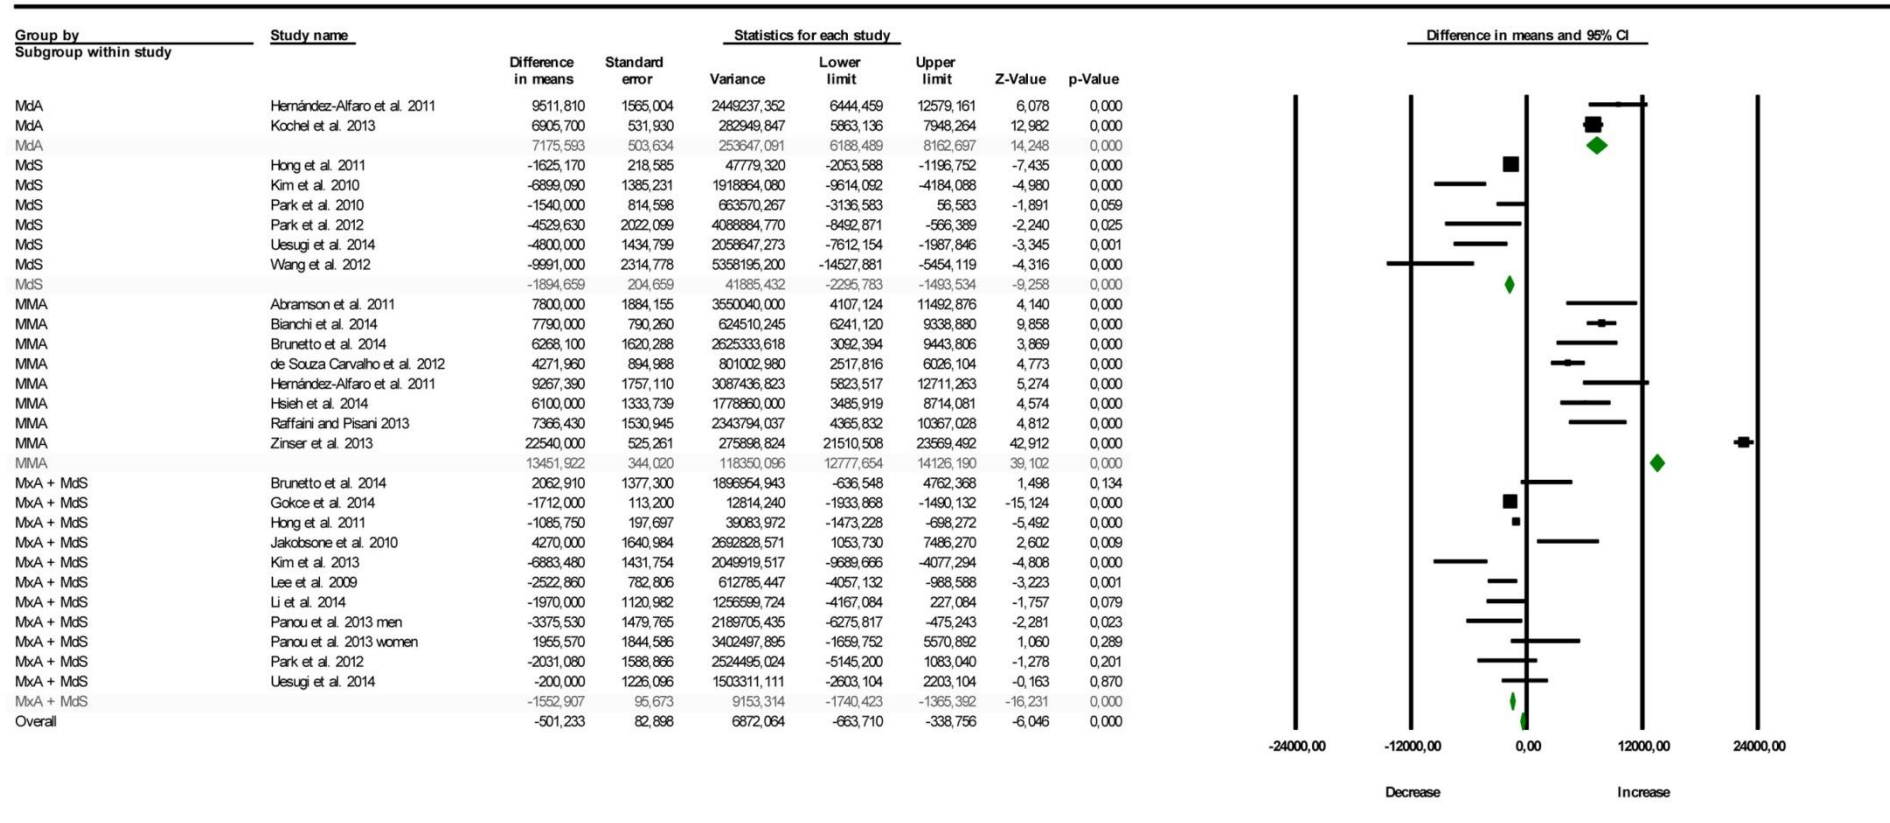 Group by Study name Statistics for each study Difference in means and 95% CI
Subgroup within study
Difference in means Standard error Variance Lower limit Upper limit Z-Value p-Value
MdA Hernández-Alfaro et al. 2011 9511,810 1565,004 2449237,352 6444,459 12579,161 6,078 0,000
MdA Kochel et al. 2013 6905,700 531,930 282949,847 5863,136 7948,264 12,982 0,000
MdA 7175,593 503,634 253647,091 6188,489 8162,697 14,248 0,000
MdS Hong et al. 2011 -1625,170 218,585 47779,320 -2053,588 -1196,752 -7,435 0,000
MdS Kim et al. 2010 -6899,090 1385,231 1918864,080 -9614,092 -4184,088 -4,980 0,000
MdS Park et al. 2010 -1540,000 814,598 663570,267 -3136,583 56,583 -1,891 0,059
MdS Park et al. 2012 -4529,630 2022,099 4088884,770 -8492,871 -566,389 -2,240 0,025
MdS Uesugi et al. 2014 -4800,000 1434,799 2058647,273 -7612,154 -1987,846 -3,345 0,001
MdS Wang et al. 2012 -9991,000 2314,778 5358195,200 -14527,881 -5454,119 -4,316 0,000
MdS -1894,659 204,659 41885,432 -2295,783 -1493,534 -9,258 0,000
MMA Abramson et al. 2011 7800,000 1884,155 3550040,000 4107,124 11492,876 4,140 0,000
MMA Bianchi et al. 2014 7790,000 790,260 624510,245 6241,120 9338,880 9,858 0,000
MMA Brunetto et al. 2014 6268,100 1620,288 2625333,618 3092,394 9443,806 3,869 0,000
MMA de Souza Carvalho et al. 2012 4271,960 894,988 801002,980 2517,816 6026,104 4,773 0,000
MMA Hernández-Alfaro et al. 2011 9267,390 1757,110 3087436,823 5823,517 12711,263 5,274 0,000
MMA Hsieh et al. 2014 6100,000 1333,739 1778860,000 3485,919 8714,081 4,574 0,000
MMA Raffaini and Pisani 2013 7366,430 1530,945 2343794,037 4365,832 10367,028 4,812 0,000
MMA Zinser et al. 2013 22540,000 525,261 275898,824 21510,508 23569,492 42,912 0,000
MMA 13451,922 344,020 118350,096 12777,654 14126,190 39,102 0,000
MxA + MdS Brunetto et al. 2014 2062,910 1377,300 1896954,943 -636,548 4762,368 1,498 0,134
MxA + MdS Gokce et al. 2014 -1712,000 113,200 12814,240 -1933,868 -1490,132 -15,124 0,000
MxA + MdS Hong et al. 2011 -1085,750 197,697 39083,972 -1473,228 -698,272 -5,492 0,000
MxA + MdS Jakobsone et al. 2010 4270,000 1640,984 2692828,571 1053,730 7486,270 2,602 0,009
MxA + MdS Kim et al. 2013 -6883,480 1431,754 2049919,517 -9689,666 -4077,294 -4,808 0,000
MxA + MdS Lee et al. 2009 -2522,860 782,806 612785,447 -4057,132 -988,588 -3,223 0,001
MxA + MdS Li et al. 2014 -1970,000 1120,982 1256599,724 -4167,084 227,084 -1,757 0,079
MxA + MdS Panou et al. 2013 men -3375,530 1479,765 2189705,435 -6275,817 -475,243 -2,281 0,023
MxA + MdS Panou et al. 2013 women 1955,570 1844,586 3402497,895 -1659,752 5570,892 1,060 0,289
MxA + MdS Park et al. 2012 -2031,080 1588,866 2524495,024 -5145,200 1083,040 -1,278 0,201
MxA + MdS Uesugi et al. 2014 -200,000 1226,096 1503311,111 -2603,104 2203,104 -0,163 0,870
MxA + MdS -1552,907 95,673 9153,314 -1740,423 -1365,392 -16,231 0,000
Overall -501,233 82,898 6872,064 -663,710 -338,756 -6,046 0,000
-24000,00 -12000,00 0,00 12000,00 24000,00
Decrease Increase